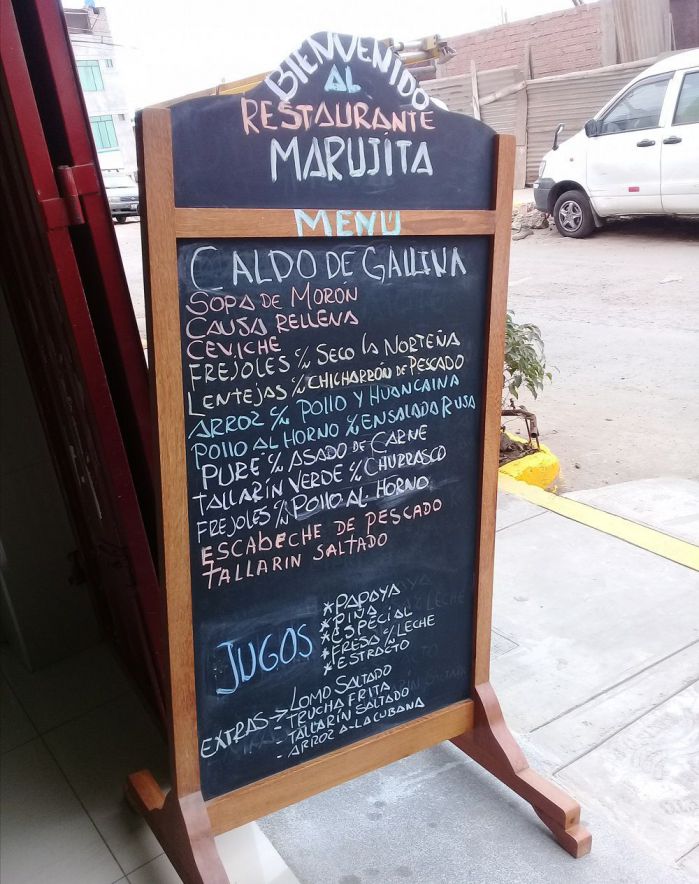 BIENVENIDO
AL
RESTAURANTE
MARUJITA
MENÚ
CALDO DE GALLINA
SOPA DE MORÓN
CAUSA RELLENA
CEVICHE
FREJOLES C/N SECO LA NORTEÑA
LENTEJAS C/N CHICHARRÓN DE PESCADO
ARROZ C/N POLLO Y HUANCAINA
POLLO AL HORNO C/N ENSALADA RUSA
PURÉ C/N ASADO DE CARNE
TALLARÍN VERDE C/N CHURRASCO
FREJOLES C/N POLLO AL HORNO
ESCABECHE DE PESCADO
TALLARIN SALTADO
JUGOS
*PAPAYA
*PIÑA
*ESPECIAL
*FRESA C/N LECHE
*ESTRACTO
EXTRAS→ LOMO SALTADO
- TRUCHA FRITA
- TALLARÍN SALTADO
- ARROZ A-LA CUBANA